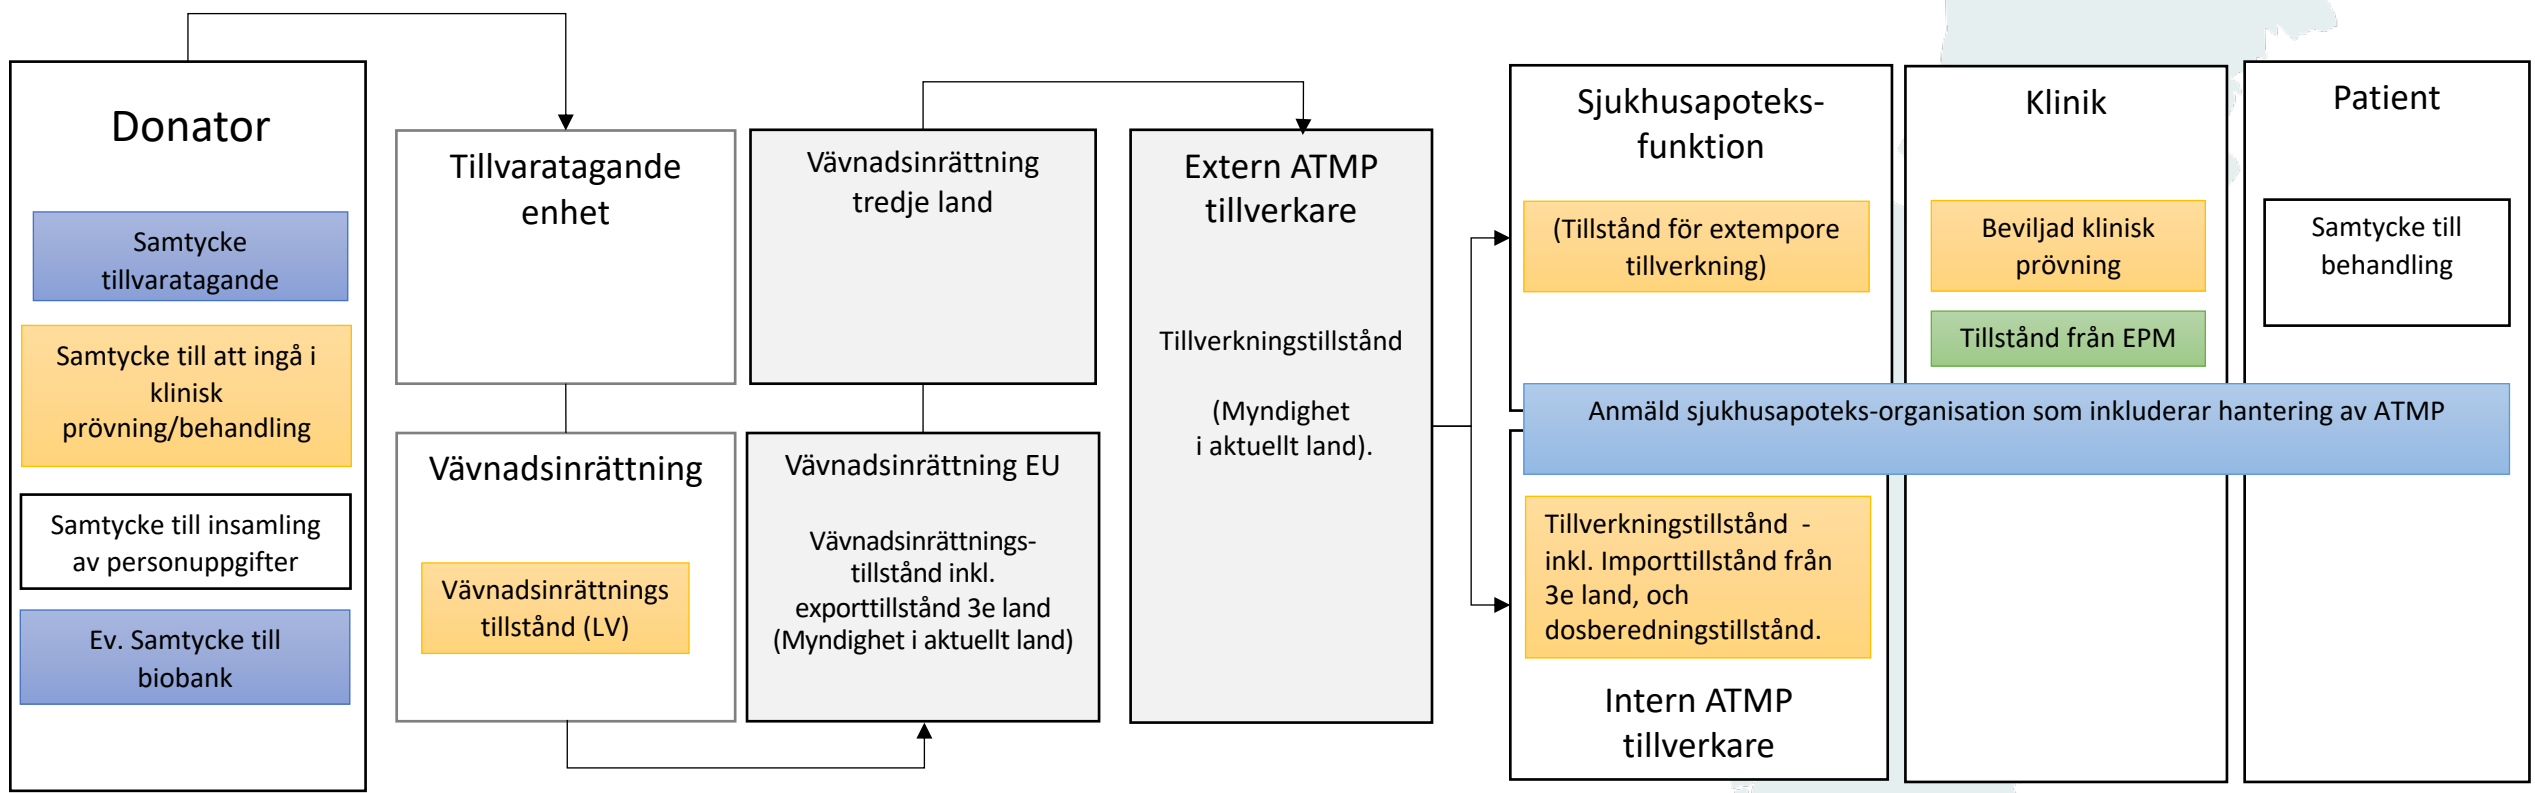 Donator
Samtycke
tillvaratagande
Samtycke till att ingå i
klinisk
prövning/behandling
Samtycke till insamling
av personuppgifter
Ev. Samtycke till
biobank
Tillvaratagande
enhet
Vävnadsinrättning
Vävnadsinrättnings
tillstånd (LV)
Vävnadsinrättning
tredje land
Vävnadsinrättning EU
Vävnadsinrättnings-
tillstånd inkl.
exporttillstånd 3e land
(Myndighet i aktuellt land)
Extern ATMP
tillverkare
Tillverkningstillstånd
(Myndighet
i aktuellt land).
Sjukhusapoteks-
funktion
(Tillstånd för extempore
tillverkning)
Klinik
Beviljad klinisk
prövning
Tillstånd från EPM
Patient
Samtycke till
behandling
Anmäld sjukhusapoteks-organisation som inkluderar hantering av ATMP
Tillverkningstillstånd -
inkl. Importtillstånd från
3e land, och
dosberedningstillstånd.
Intern ATMP
tillverkare